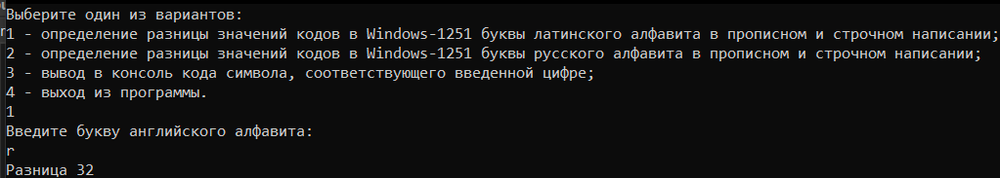 Выберите один из вариантов:
1 - определение разницы значений кодов в Windows-1251 буквы латинского алфавита в прописном и строчном написании;
2 - определение разницы значений кодов в Windows-1251 буквы русского алфавита в прописном и строчном написании;
3 - вывод в консоль кода символа, соответствующего введенной цифре;
4 - выход из программы.
1
Введите букву английского алфавита:
r
Разница 32